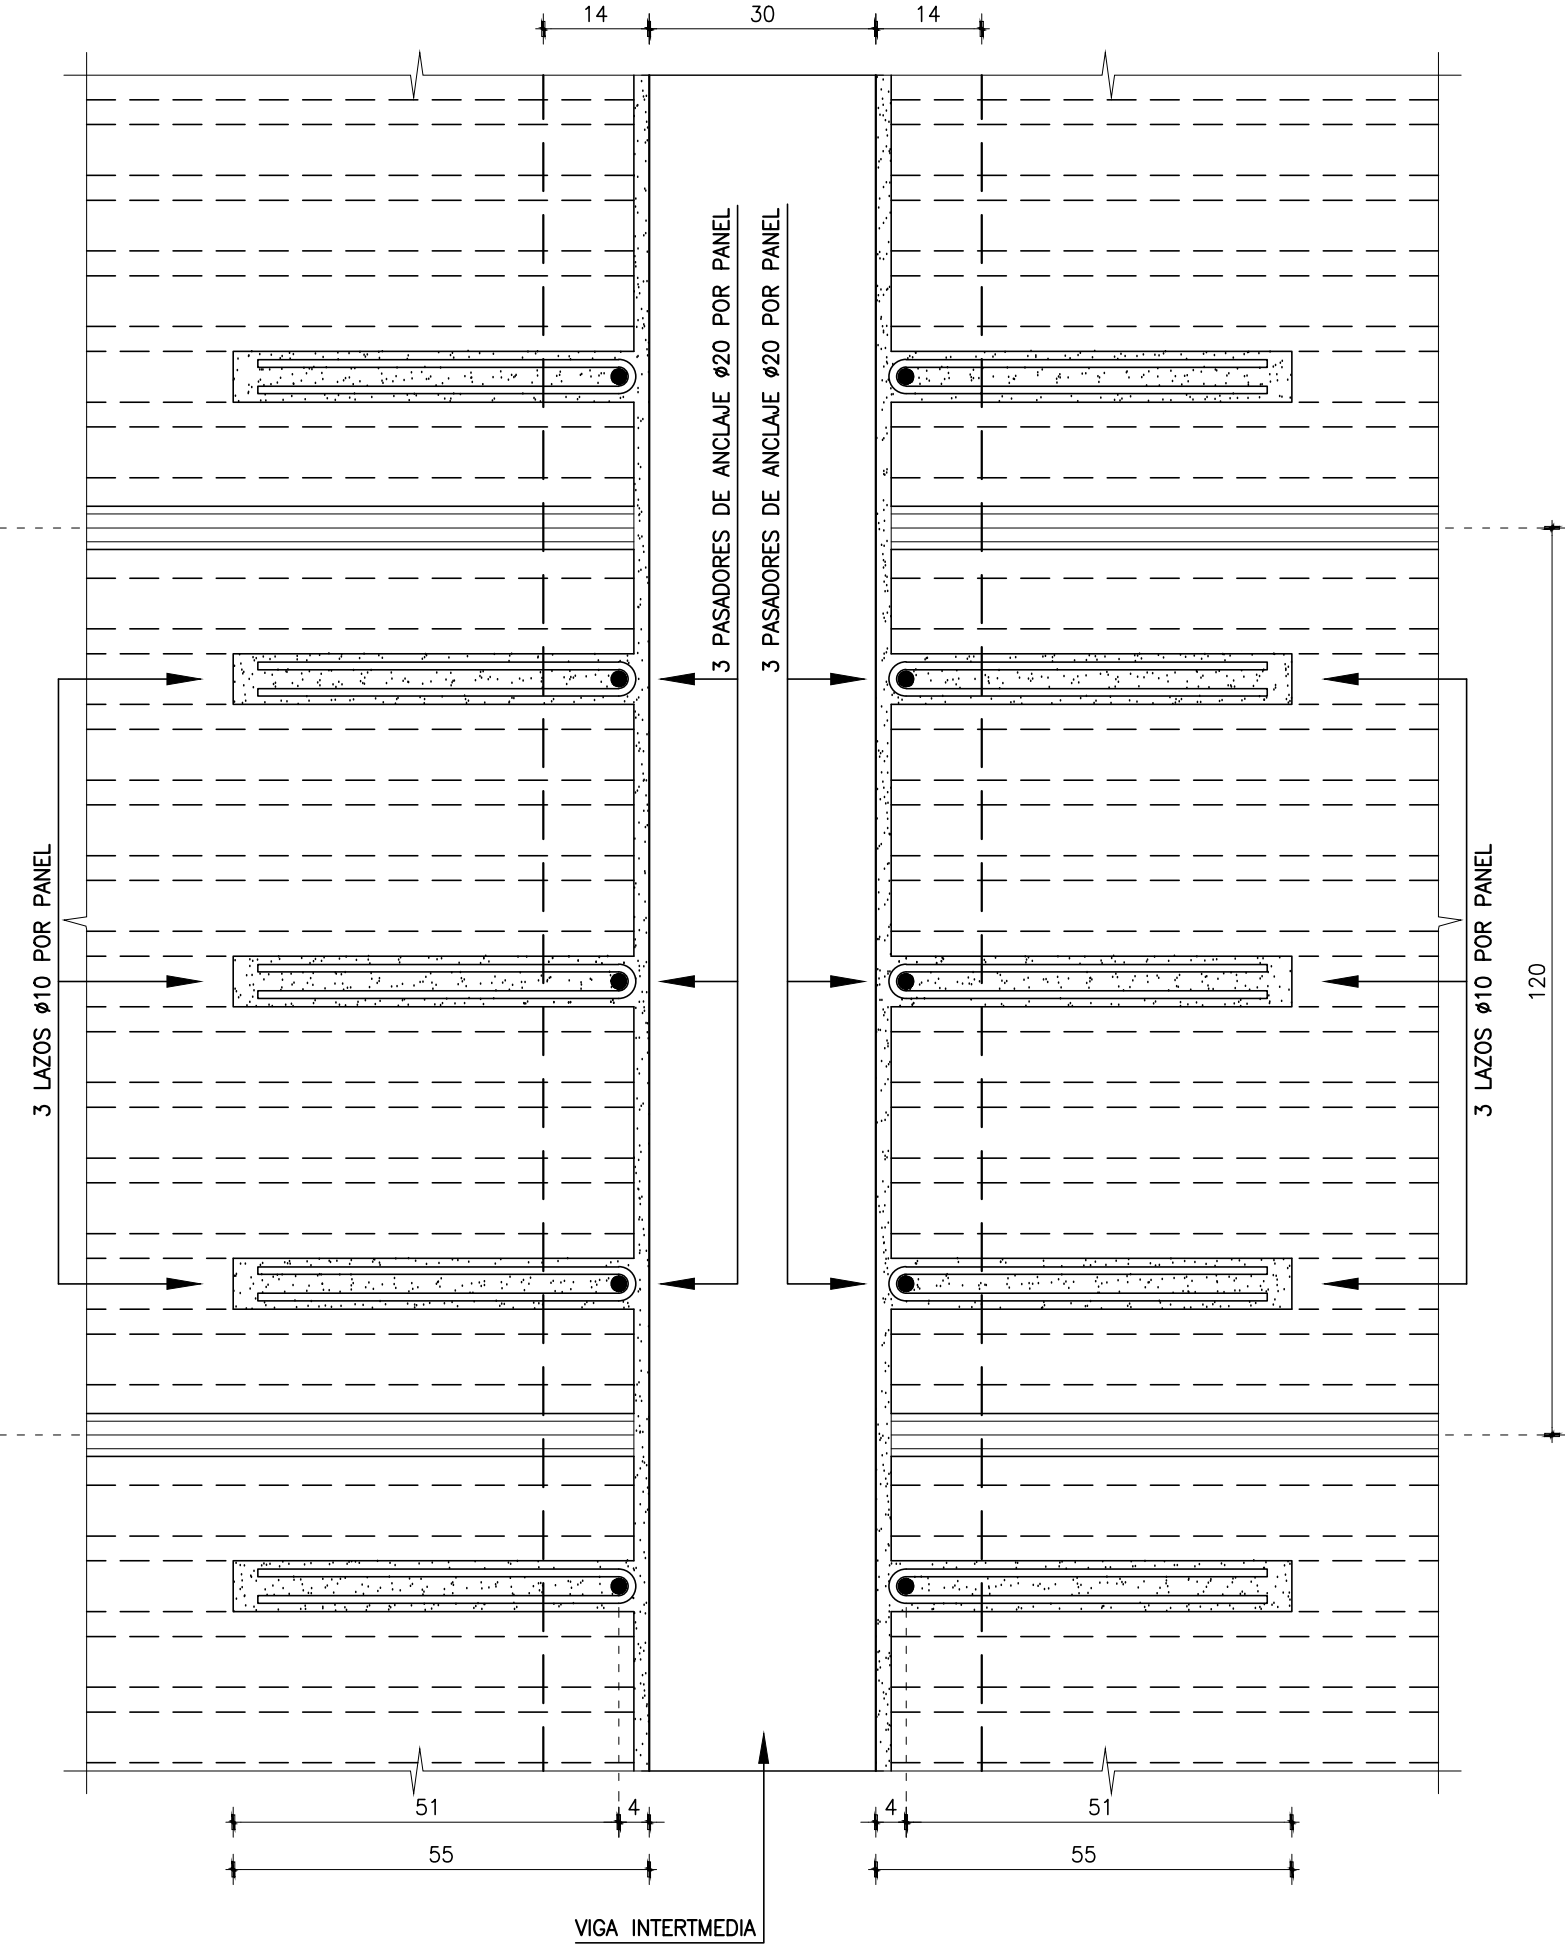 14
30
14
3 PASADORES DE ANCLAJE ø20 POR PANEL
3 PASADORES DE ANCLAJE ø20 POR PANEL
3 LAZOS ø10 POR PANEL
3 LAZOS ø10 POR PANEL
120
51
4
4
51
55
55
VIGA INTERTMEDIA